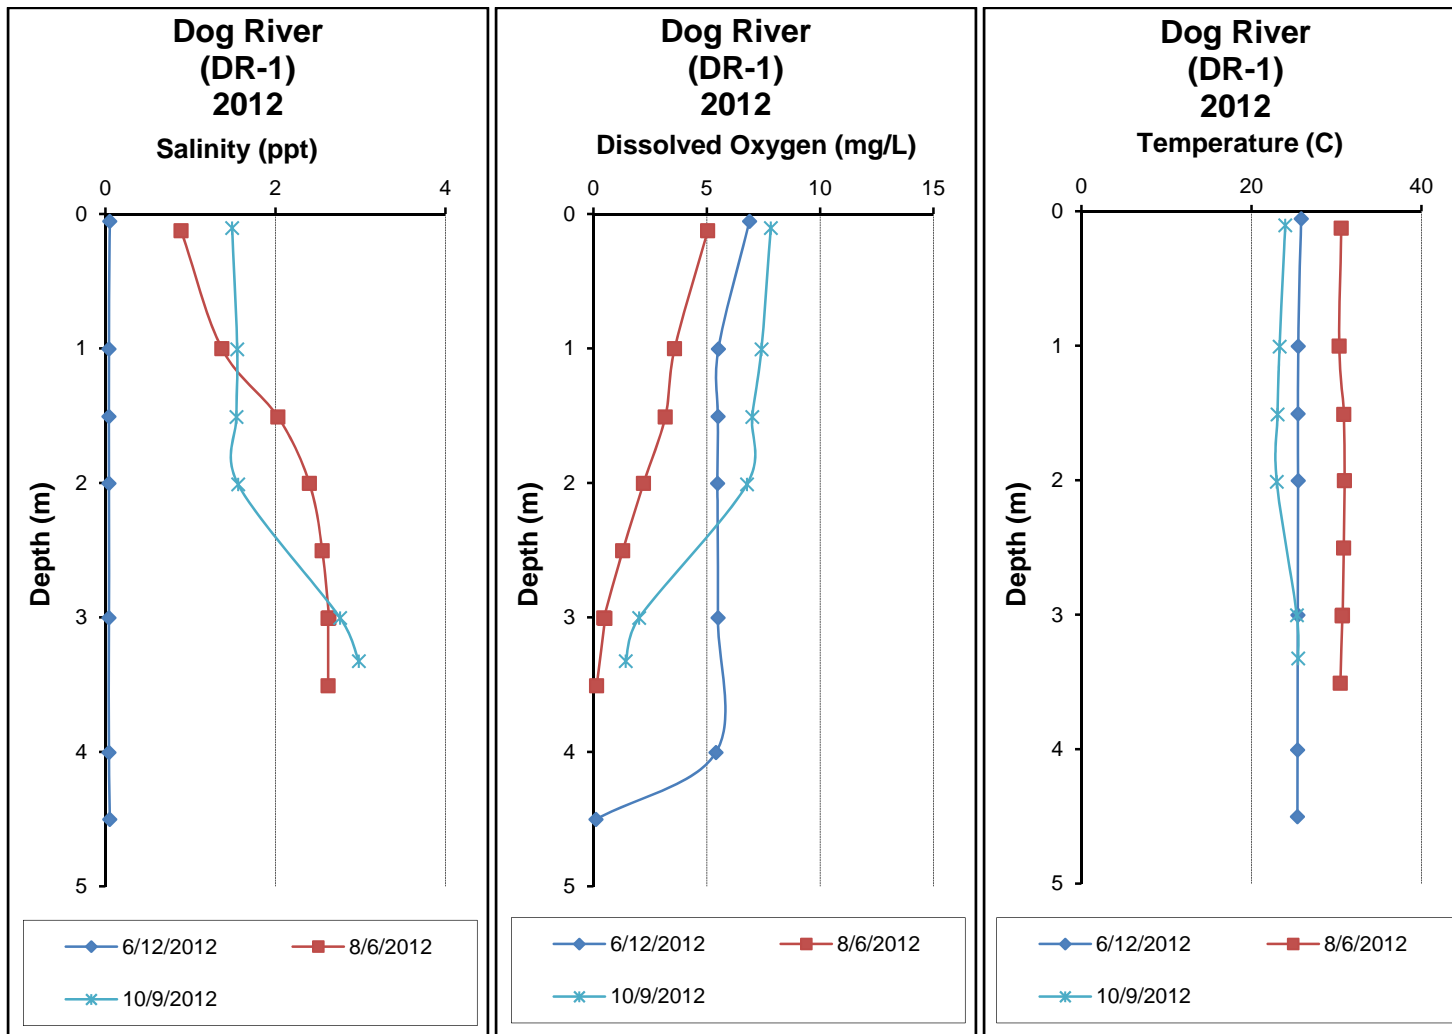 Dog River
(DR-1)
2012
Salinity (ppt)
0 2 4
0
1
2
3
4
5
Depth (m)
6/12/2012 8/6/2012
10/9/2012
Dog River
(DR-1)
2012
Dissolved Oxygen (mg/L)
0 5 10 15
0
1
2
3
4
5
Depth (m)
6/12/2012 8/6/2012
10/9/2012
Dog River
(DR-1)
2012
Temperature (C)
0 20 40
0
1
2
3
4
5
Depth (m)
6/12/2012 8/6/2012
10/9/2012